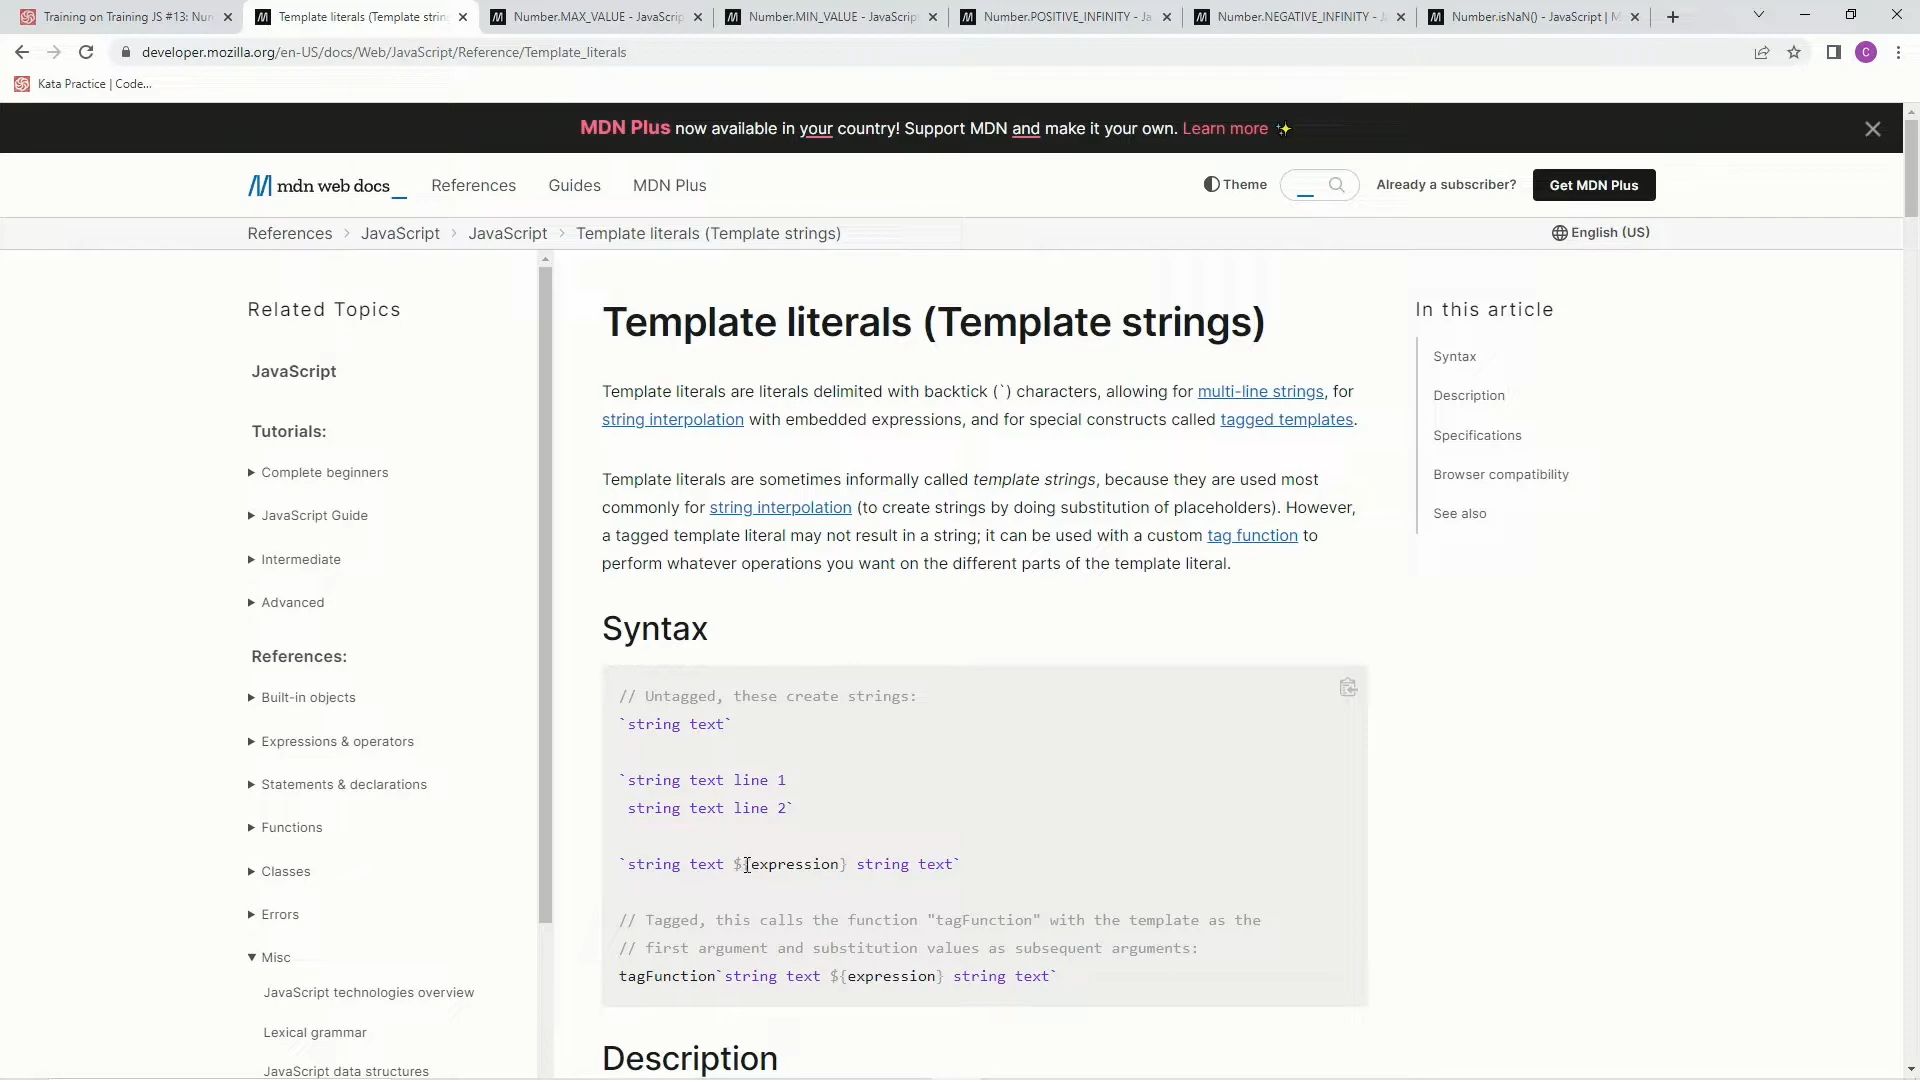 Training on Training JS #13: Nun
Template literals (Template strin
Number.MAX_VALUE - JavaScrip
Number.MIN_VALUE - JavaScrip
Number.POSITIVE_INFINITY - Ja
Number.NEGATIVE_INFINITY - J
Number.isNaN() - JavaScript | M
developer.mozilla.org/en-US/docs/Web/JavaScript/Reference/Template_literals
C
Kata Practice | Code...
MDN Plus now available in your country! Support MDN and make it your own. Learn more ✨
mdn web docs_
References
Guides
MDN Plus
Theme
Already a subscriber?
Get MDN Plus
References > JavaScript > JavaScript > Template literals (Template strings)
English (US)
Related Topics
JavaScript
Tutorials:
▶ Complete beginners
▶ JavaScript Guide
▶ Intermediate
▶ Advanced
References:
▶ Built-in objects
▶ Expressions & operators
▶ Statements & declarations
▶ Functions
▶ Classes
▶ Errors
▼ Misc
JavaScript technologies overview
Lexical grammar
JavaScript data structures
Template literals (Template strings)
Template literals are literals delimited with backtick (`) characters, allowing for multi-line strings, for
string interpolation with embedded expressions, and for special constructs called tagged templates.
Template literals are sometimes informally called template strings, because they are used most
commonly for string interpolation (to create strings by doing substitution of placeholders). However,
a tagged template literal may not result in a string; it can be used with a custom tag function to
perform whatever operations you want on the different parts of the template literal.
Syntax
// Untagged, these create strings:
`string text`
`string text line 1
 string text line 2`
`string text ${expression} string text`
// Tagged, this calls the function "tagFunction" with the template as the
// first argument and substitution values as subsequent arguments:
tagFunction`string text ${expression} string text`
Description
In this article
Syntax
Description
Specifications
Browser compatibility
See also